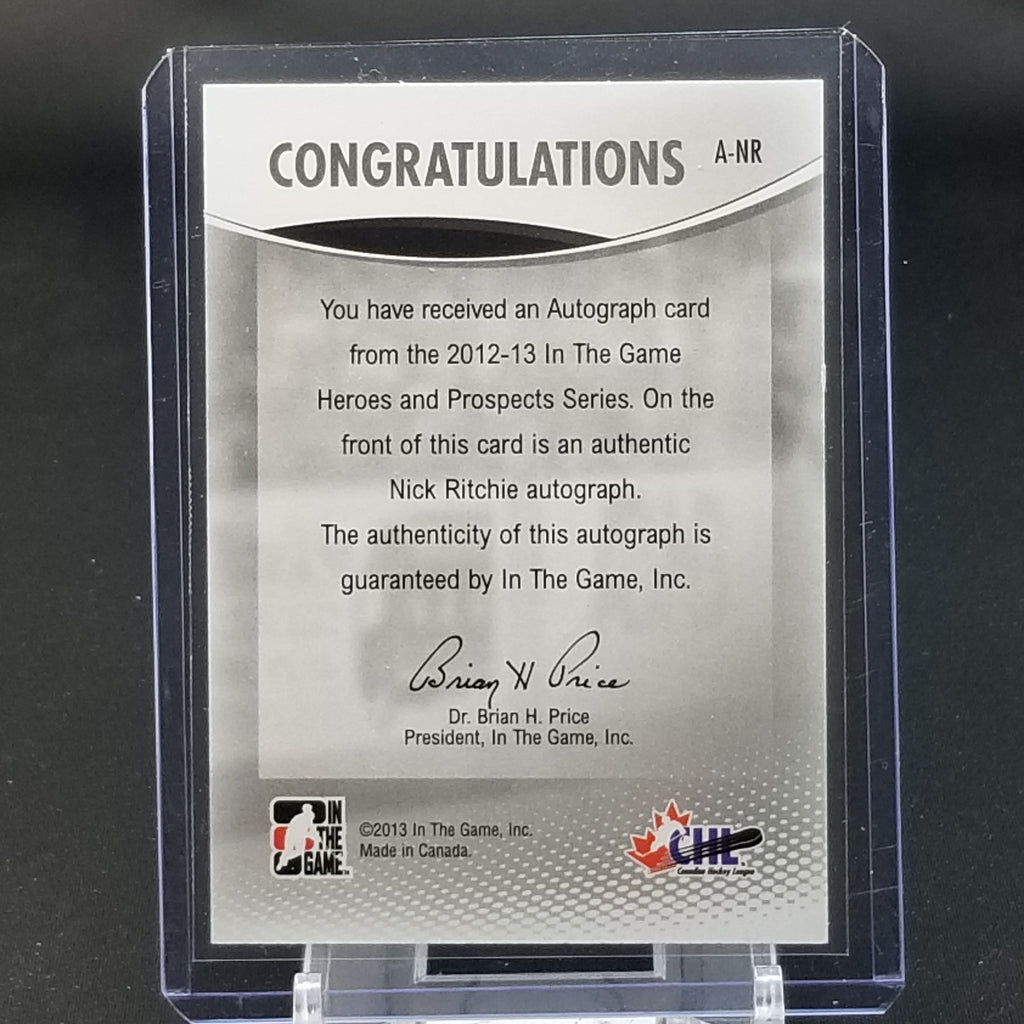 CONGRATULATIONS
A-NR
You have received an Autograph card
from the 2012-13 In The Game
Heroes and Prospects Series. On the
front of this card is an authentic
Nick Ritchie autograph.
The authenticity of this autograph is
guaranteed by In The Game, Inc.
Brian H Price
Dr. Brian H. Price
President, In The Game, Inc.
IN
THE
GAME™
©2013 In The Game, Inc.
Made in Canada.
CHL
Canadian Hockey League